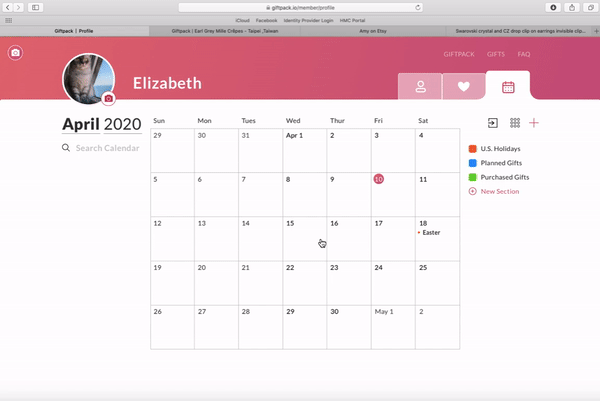 giftpack.io/member/profile
iCloud Facebook Identity Provider Login HMC Portal
Giftpack | Profile Giftpack | Earl Grey Mille Crêpes - Taipei ,Taiwan Amy on Etsy Swarovski crystal and CZ drop clip on earrings invisible clip...
GIFTPACK GIFTS FAQ
Elizabeth
April 2020
Search Calendar
Sun Mon Tues Wed Thur Fri Sat
29 30 31 Apr 1 2 3 4
5 6 7 8 9 10 11
12 13 14 15 16 17 18
Easter
19 20 21 22 23 24 25
26 27 28 29 30 May 1 2
U.S. Holidays
Planned Gifts
Purchased Gifts
New Section